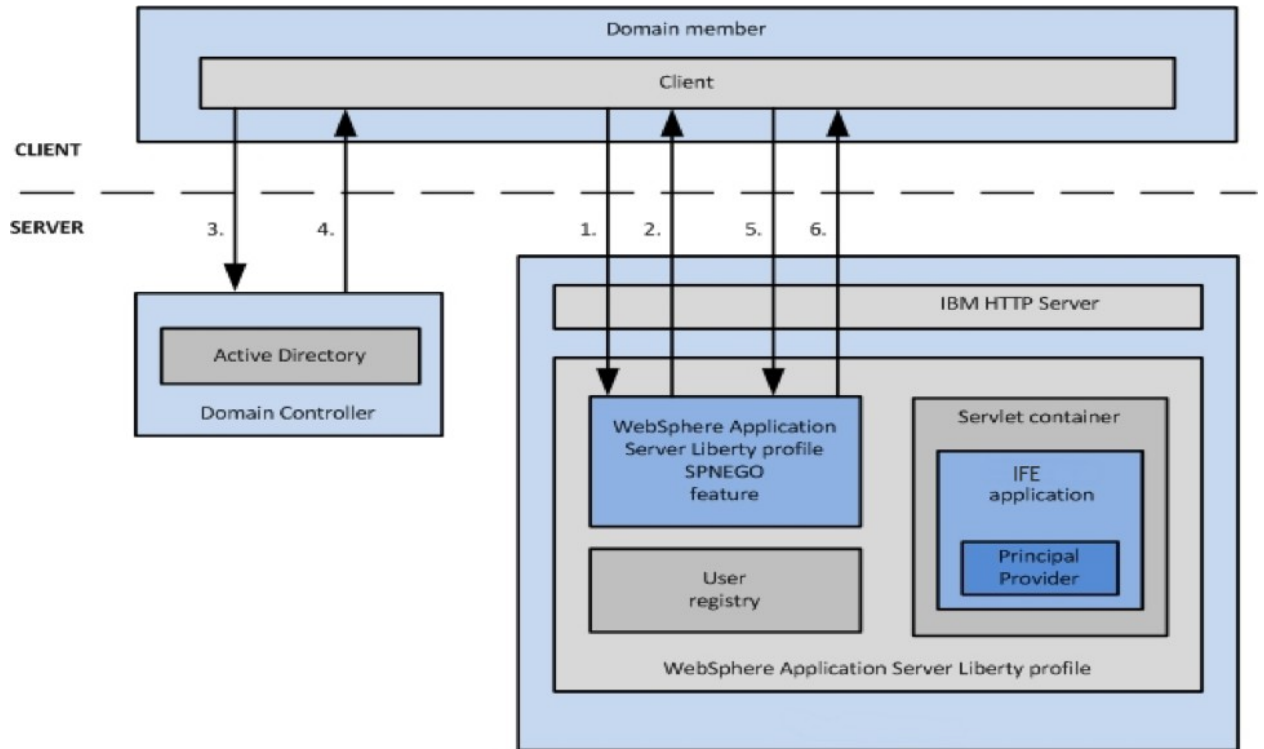 Domain member
Client
CLIENT
SERVER
3.
4.
1.
2.
5.
6.
IBM HTTP Server
Active Directory
Domain Controller
WebSphere Application
Server Liberty profile
SPNEGO
feature
Servlet container
IFE
application
Principal
Provider
User
registry
WebSphere Application Server Liberty profile